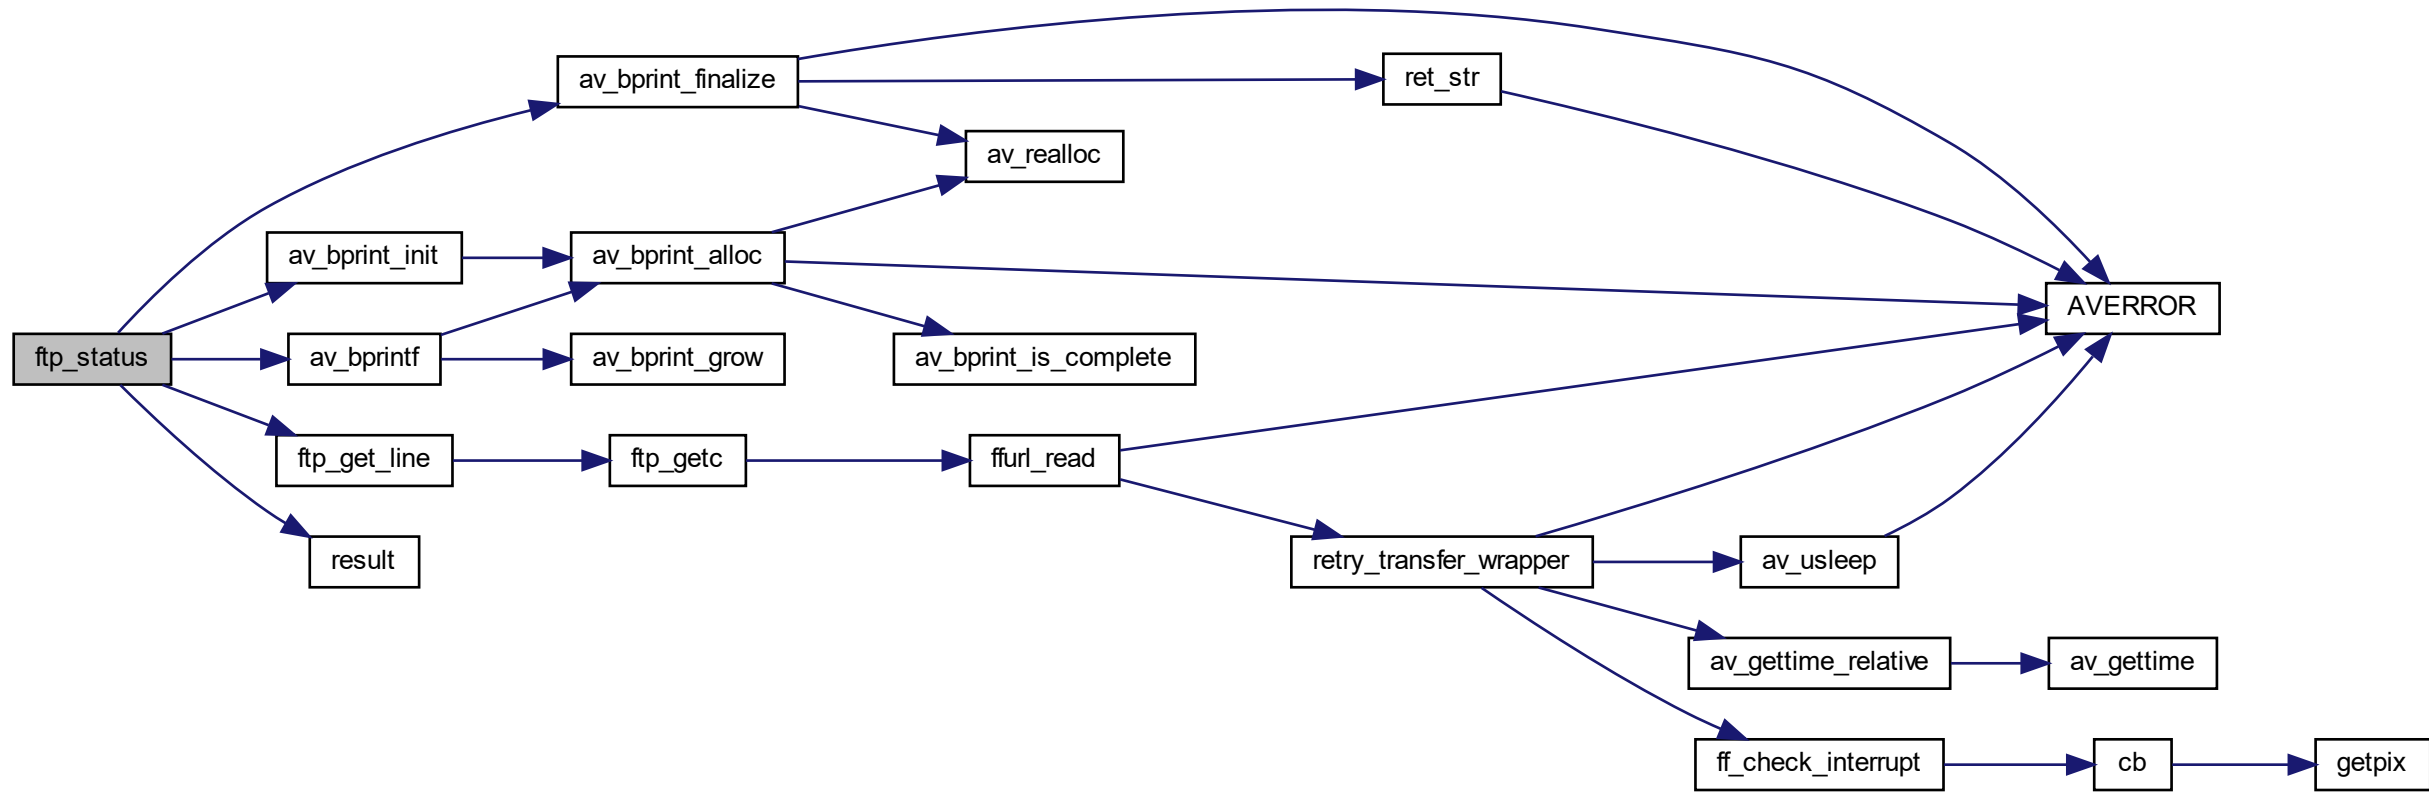 av_bprint_finalize
ret_str
av_realloc
av_bprint_init
av_bprint_alloc
AVERROR
ftp_status
av_bprintf
av_bprint_grow
av_bprint_is_complete
ftp_get_line
ftp_getc
ffurl_read
result
retry_transfer_wrapper
av_usleep
av_gettime_relative
av_gettime
ff_check_interrupt
cb
getpix